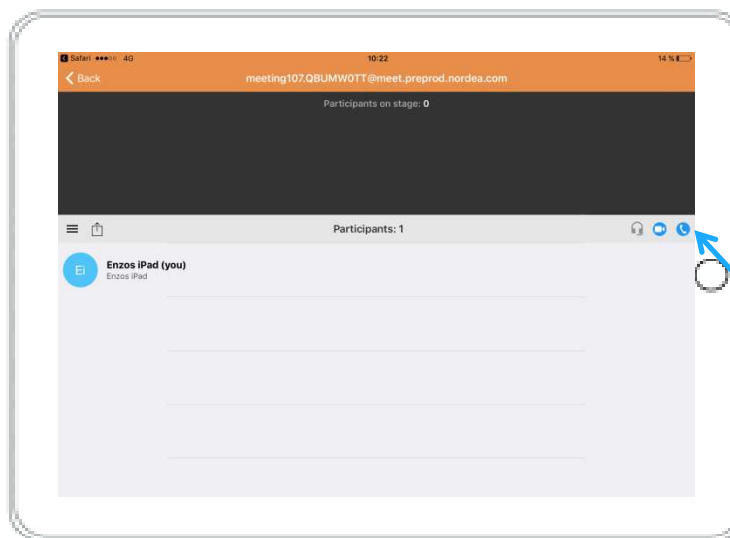 Safari 4G 10:22 14 %
Back meeting107.QBUMW0TT@meet.preprod.nordea.com
Participants on stage: 0
Participants: 1
Ei Enzos iPad (you)
Enzos iPad